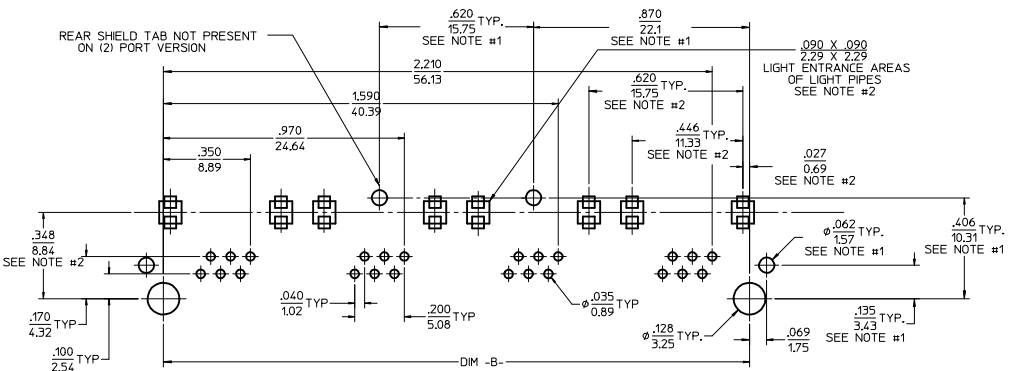 REAR SHIELD TAB NOT PRESENT
ON (2) PORT VERSION
.620 TYP.
15.75
SEE NOTE #1
.870
22.1
SEE NOTE #1
.090 X .090
2.29 X 2.29
LIGHT ENTRANCE AREAS
OF LIGHT PIPES
SEE NOTE #2
2.210
56.13
.620 TYP.
15.75
SEE NOTE #2
1.590
40.39
.970
24.64
.446 TYP.
11.33
SEE NOTE #2
.350
8.89
.027
0.69
SEE NOTE #2
.348
8.84
SEE NOTE #2
ø.062 TYP.
1.57
SEE NOTE #1
.406 TYP.
10.31
SEE NOTE #1
.040 TYP
1.02
ø.035 TYP
0.89
.200 TYP
5.08
.170 TYP
4.32
.100 TYP
2.54
ø.128 TYP.
3.25
.069
1.75
.135 TYP.
3.43
SEE NOTE #1
DIM -B-